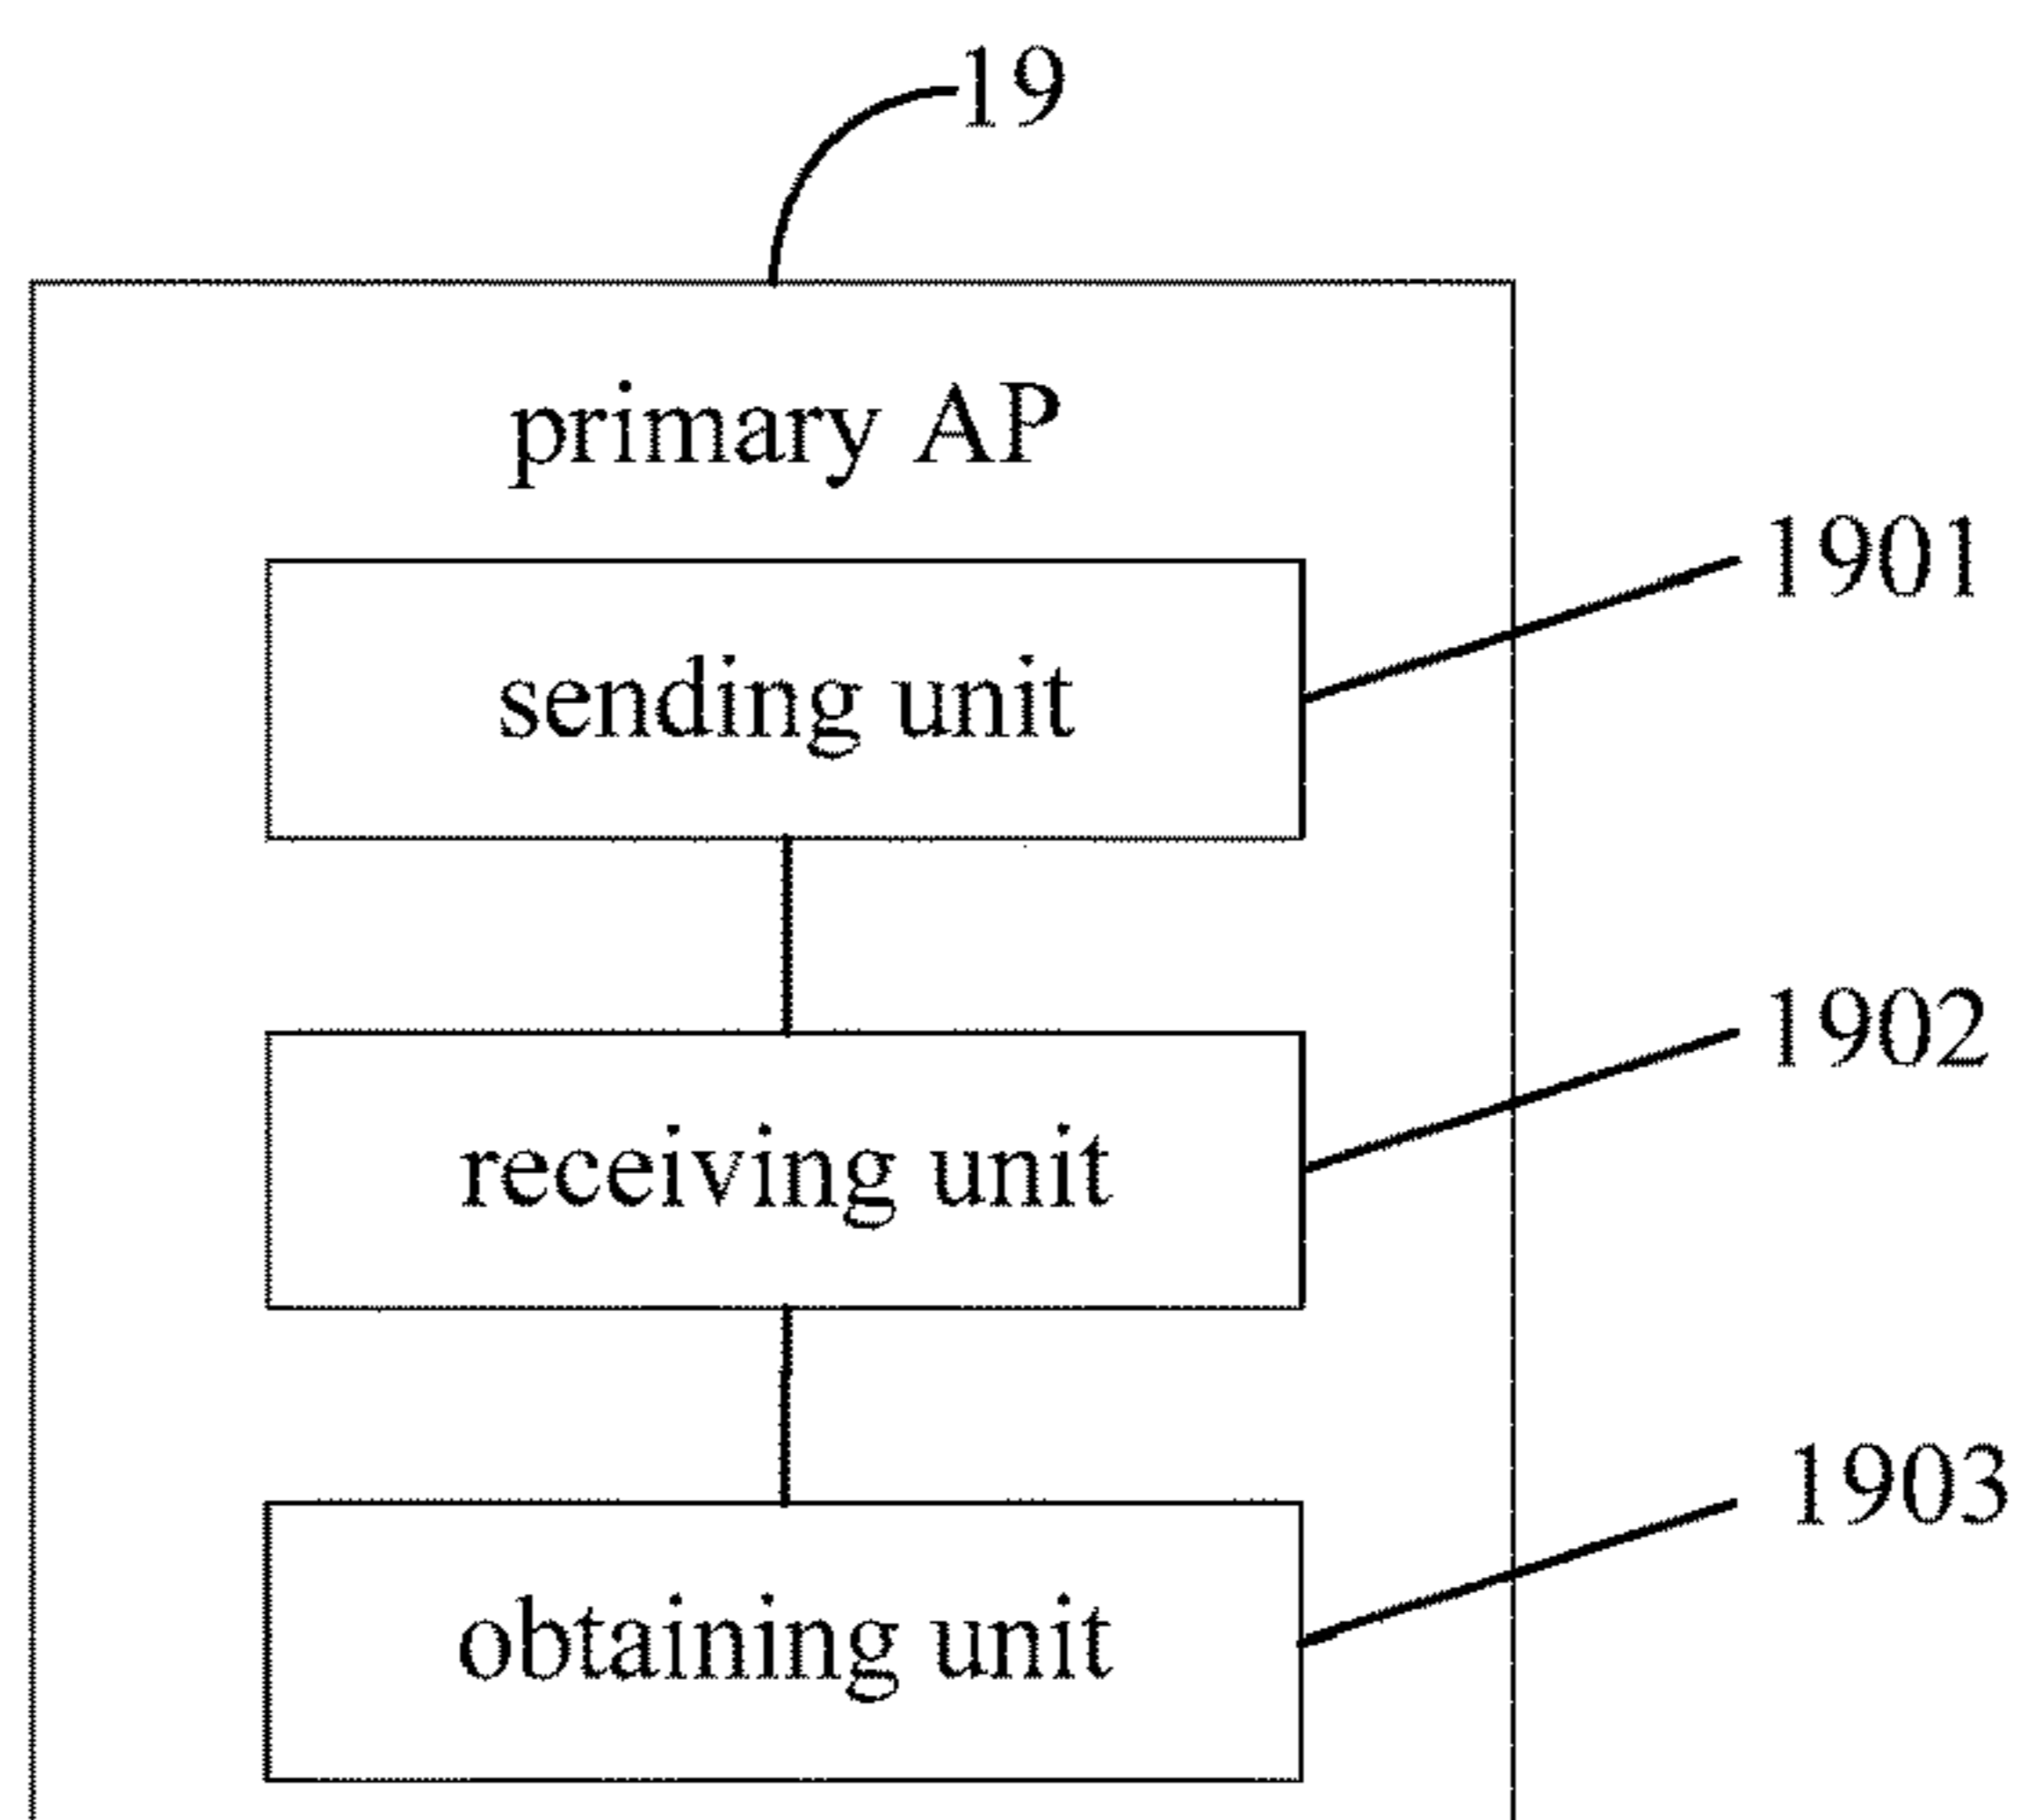 19
primary AP
1901
sending unit
1902
receiving unit
1903
obtaining unit